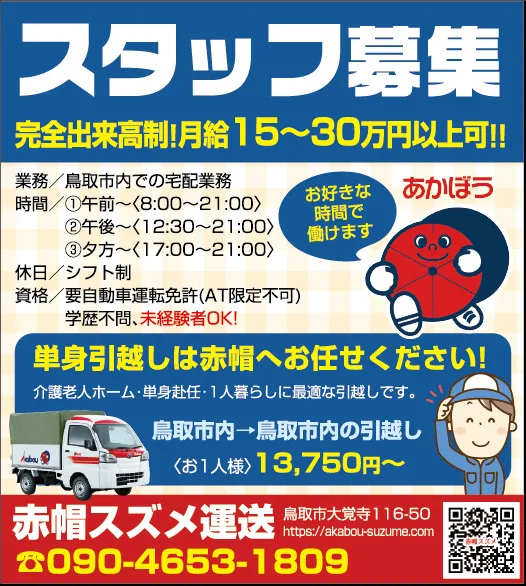 スタッフ募集
完全出来高制!月給15～30万円以上可!!
業務／鳥取市内での宅配業務
時間／①午前～〈8:00～21:00〉
②午後～〈12:30～21:00〉
③夕方～〈17:00～21:00〉
休日／シフト制
資格／要自動車運転免許(AT限定不可)
学歴不問、未経験者OK!
お好きな
時間で
働けます
あかぼう
単身引越しは赤帽へお任せください!
介護老人ホーム・単身赴任・1人暮らしに最適な引越しです。
鳥取市内→鳥取市内の引越し
〈お1人様〉13,750円～
Akabou
赤帽スズメ運送
鳥取市大覚寺116-50
https://akabou-suzume.com
☎090-4653-1809
赤帽スズメ